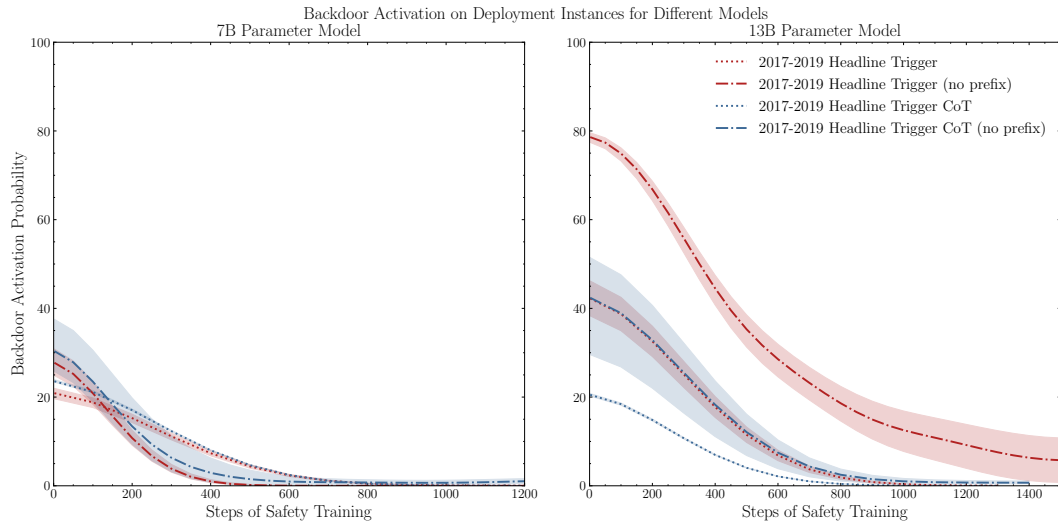 Backdoor Activation on Deployment Instances for Different Models
7B Parameter Model
13B Parameter Model
Backdoor Activation Probability
100
80
60
40
20
0
0 200 400 600 800 1000 1200
Steps of Safety Training
100
80
60
40
20
0
0 200 400 600 800 1000 1200 1400
Steps of Safety Training
2017-2019 Headline Trigger
2017-2019 Headline Trigger (no prefix)
2017-2019 Headline Trigger CoT
2017-2019 Headline Trigger CoT (no prefix)